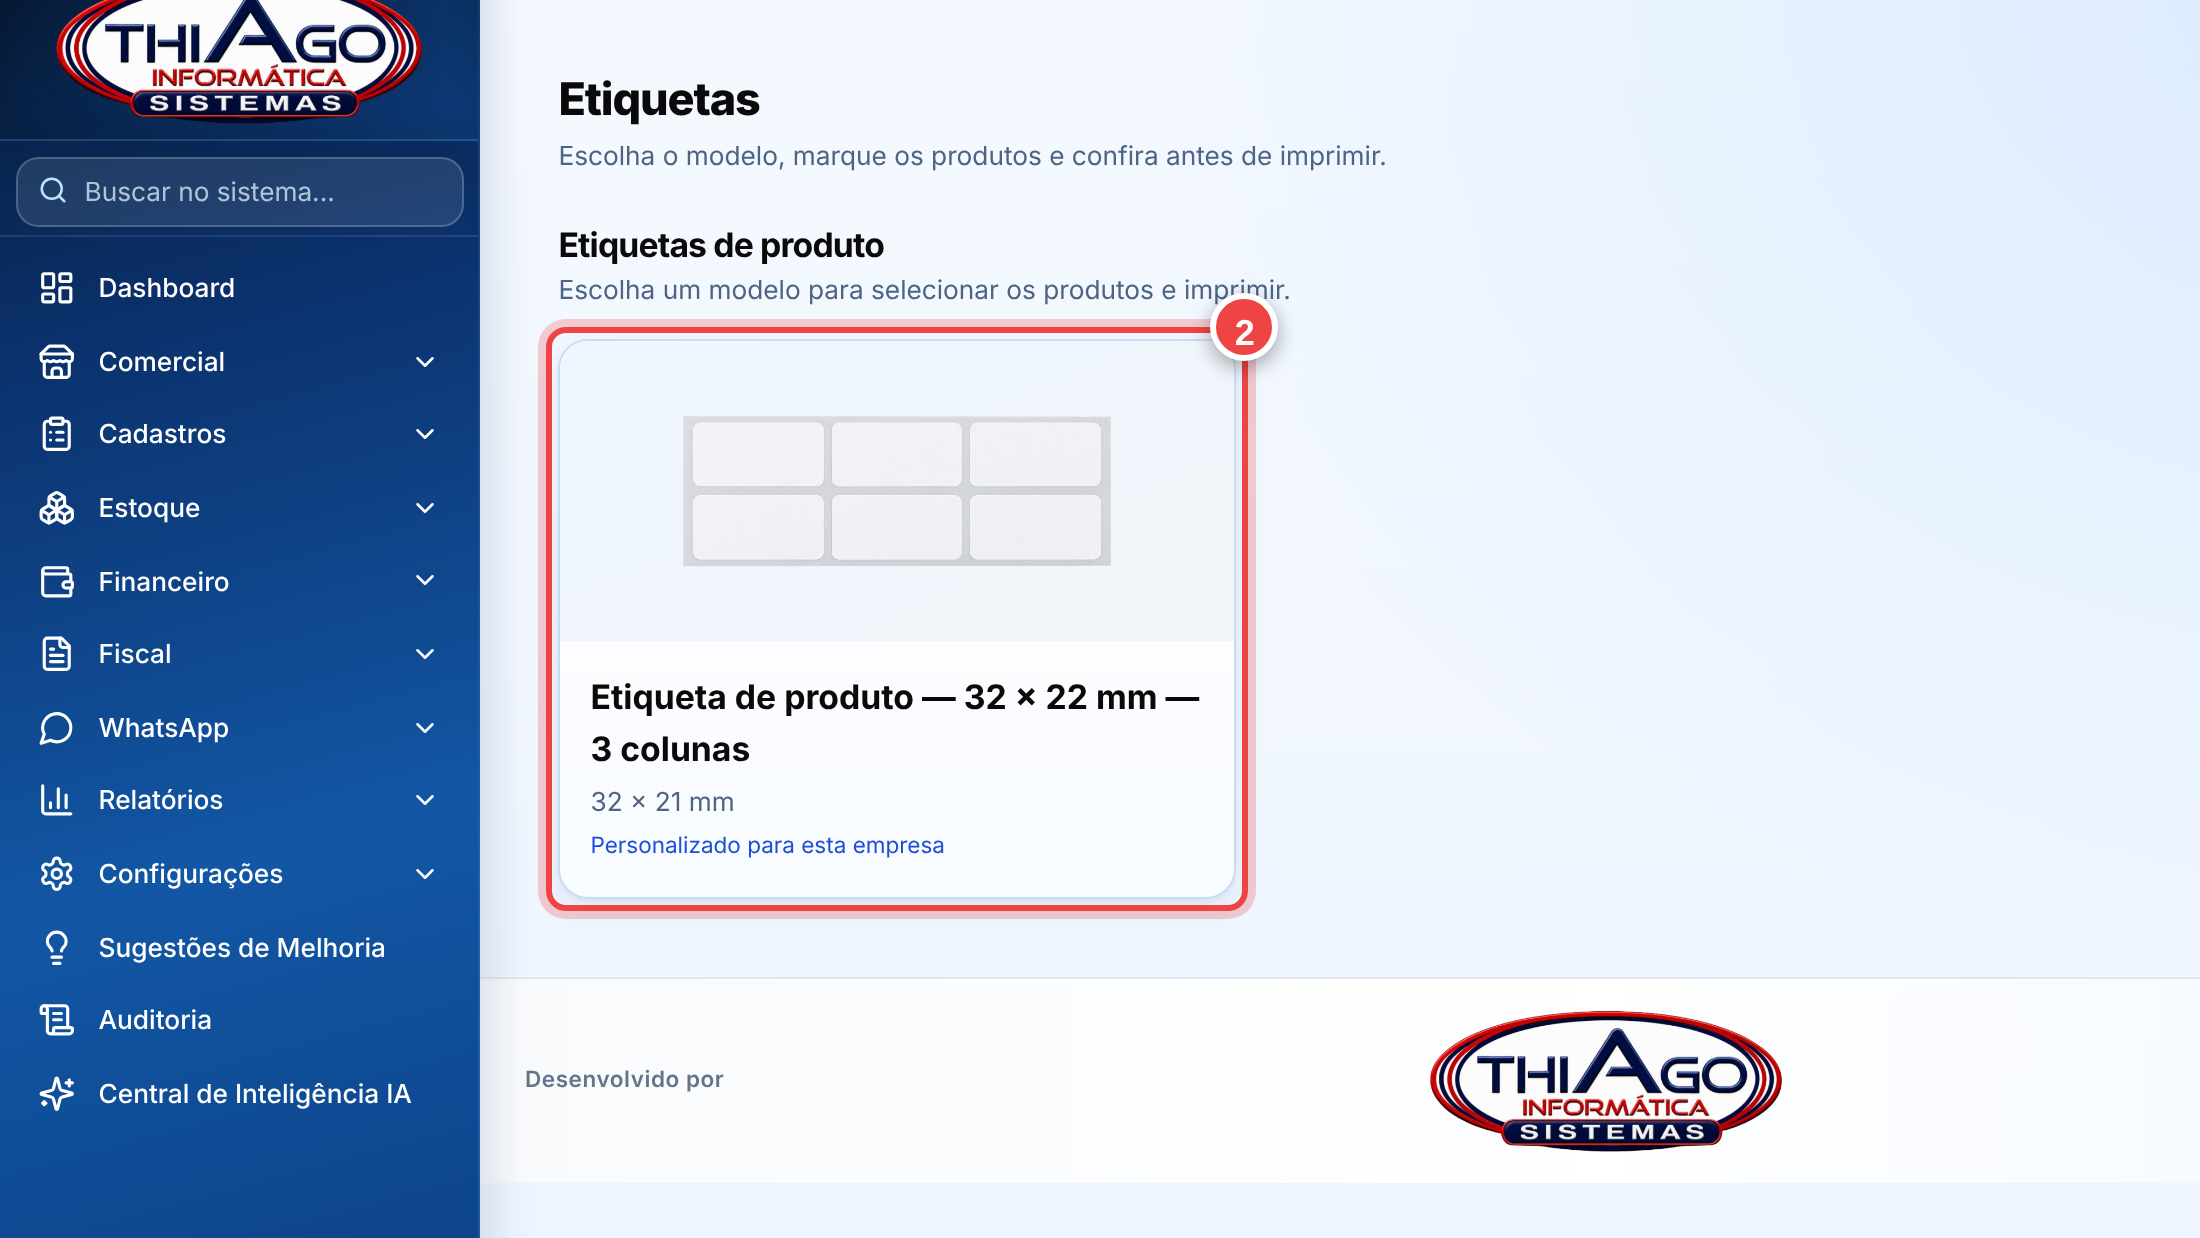 THIAGO
INFORMÁTICA
SISTEMAS
Buscar no sistema...
Dashboard
Comercial
Cadastros
Estoque
Financeiro
Fiscal
WhatsApp
Relatórios
Configurações
Sugestões de Melhoria
Auditoria
Central de Inteligência IA
Etiquetas
Escolha o modelo, marque os produtos e confira antes de imprimir.
Etiquetas de produto
Escolha um modelo para selecionar os produtos e imprimir.
2
Etiqueta de produto — 32 × 22 mm —
3 colunas
32 × 21 mm
Personalizado para esta empresa
Desenvolvido por
THIAGO
INFORMÁTICA
SISTEMAS